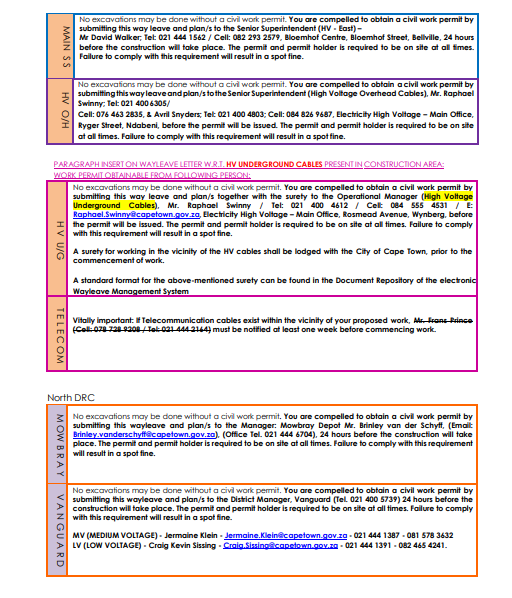 MAIN SS
No excavations may be done without a civil work permit. You are compelled to obtain a civil work permit by
submitting this way leave and plan/s to the Senior Superintendent (HV - East) –
Mr David Walker; Tel: 021 444 1562 / Cell: 082 293 2579, Bloemhof Centre, Bloemhof Street, Bellville, 24 hours
before the construction will take place. The permit and permit holder is required to be on site at all times.
Failure to comply with this requirement will result in a spot fine.
HV O/H
No excavations may be done without a civil work permit. You are compelled to obtain a civil work permit by
submitting this way leave and plan/s to the Senior Superintendent (High Voltage Overhead Cables), Mr. Raphael
Swinny; Tel: 021 400 6305/
Cell: 076 463 2835, & Avril Snyders; Tel: 021 400 4803; Cell: 084 826 9687, Electricity High Voltage – Main Office,
Ryger Street, Ndabeni, before the permit will be issued. The permit and permit holder is required to be on site
at all times. Failure to comply with this requirement will result in a spot fine.
PARAGRAPH INSERT ON WAYLEAVE LETTER W.R.T. HV UNDERGROUND CABLES PRESENT IN CONSTRUCTION AREA:
WORK PERMIT OBTAINABLE FROM FOLLOWING PERSON:
HV U/G
No excavations may be done without a civil work permit. You are compelled to obtain a civil work permit by
submitting this way leave and plan/s together with the surety to the Operational Manager (High Voltage
Underground Cables), Mr. Raphael Swinny / Tel: 021 400 4612 / Cell: 084 555 4531 / E:
Raphael.Swinny@capetown.gov.za, Electricity High Voltage – Main Office, Rosmead Avenue, Wynberg, before
the permit will be issued. The permit and permit holder is required to be on site at all times. Failure to comply
with this requirement will result in a spot fine.
A surety for working in the vicinity of the HV cables shall be lodged with the City of Cape Town, prior to the
commencement of work.
A standard format for the above-mentioned surety can be found in the Document Repository of the electronic
Wayleave Management System
TELECOM
Vitally important: If Telecommunication cables exist within the vicinity of your proposed work, Mr. Frans Prince
(Cell: 078 728 9208 / Tel: 021 444 2164) must be notified at least one week before commencing work.
North DRC
MOWBRAY
No excavations may be done without a civil work permit. You are compelled to obtain a civil work permit by
submitting this wayleave and plan/s to the Manager: Mowbray Depot Mr. Brinley van der Schyff, (Email:
Brinley.vanderschyff@capetown.gov.za), (Office Tel. 021 444 6704), 24 hours before the construction will take
place. The permit and permit holder is required to be on site at all times. Failure to comply with this requirement
will result in a spot fine.
VANGUARD
No excavations may be done without a civil work permit. You are compelled to obtain a civil work permit by
submitting this wayleave and plan/s to the District Manager, Vanguard (Tel. 021 400 5739) 24 hours before the
construction will take place. The permit and permit holder is required to be on site at all times. Failure to comply
with this requirement will result in a spot fine.
MV (MEDIUM VOLTAGE) - Jermaine Klein - Jermaine.Klein@capetown.gov.za - 021 444 1387 - 081 578 3632
LV (LOW VOLTAGE) - Craig Kevin Sissing - Craig.Sissing@capetown.gov.za - 021 444 1391 - 082 465 4241.